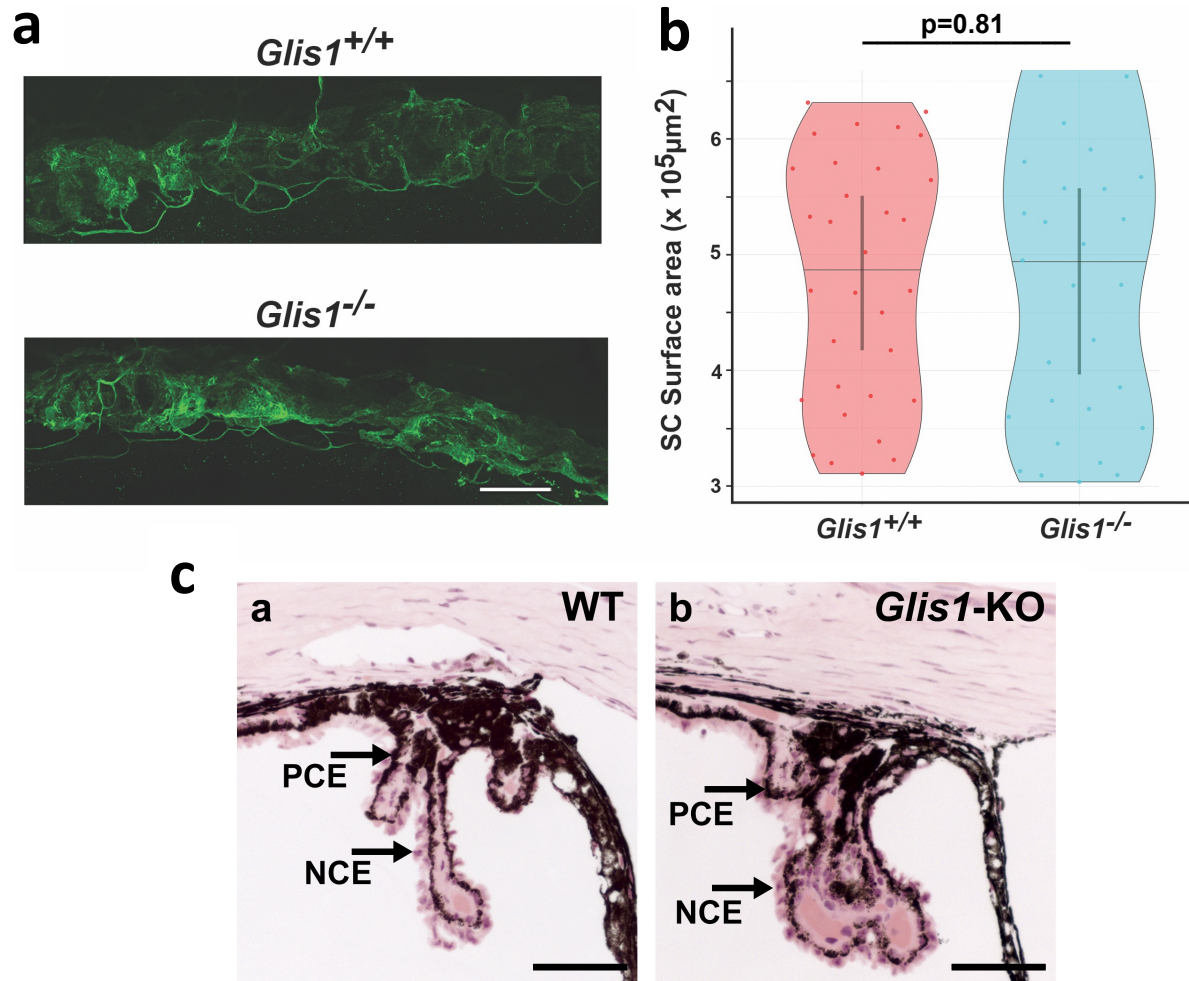 a
Glis1+/+
Glis1-/-
b
p=0.81
SC Surface area (x 10⁵µm²)
6
5
4
3
Glis1+/+
Glis1-/-
c
a
WT
PCE
NCE
b
Glis1-KO
PCE
NCE